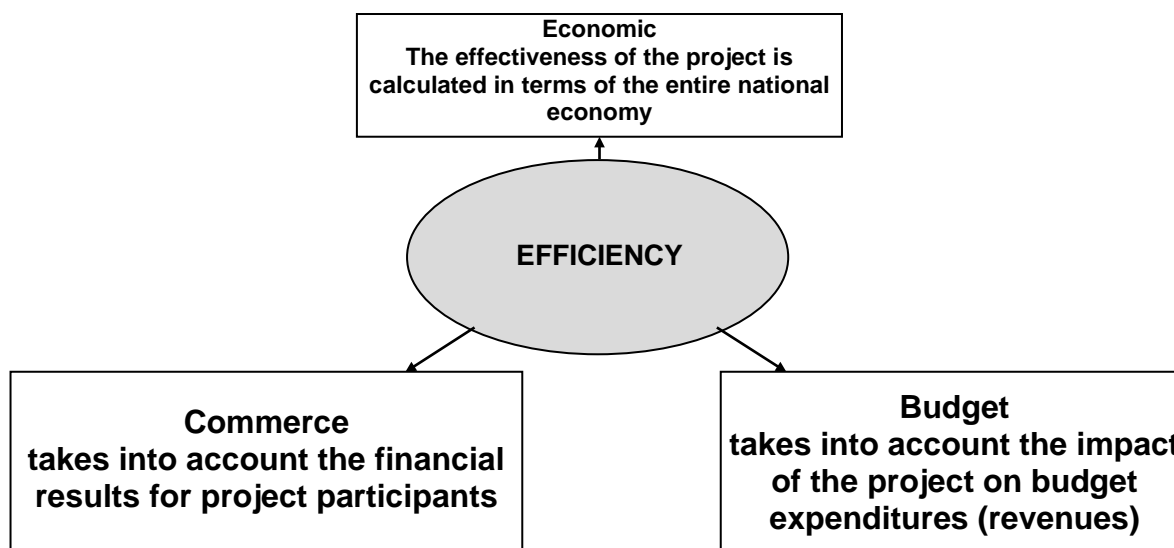 Economic
The effectiveness of the project is
calculated in terms of the entire national
economy
EFFICIENCY
Commerce
takes into account the financial
results for project participants
Budget
takes into account the impact
of the project on budget
expenditures (revenues)